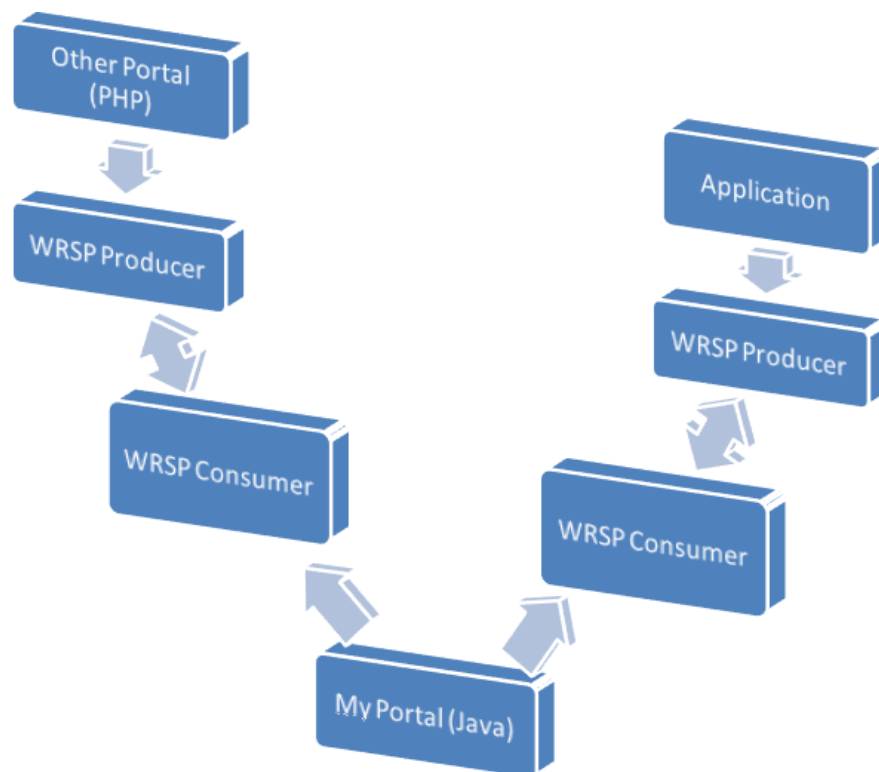 Other Portal
(PHP)
WRSP Producer
WRSP Consumer
My Portal (Java)
Application
WRSP Producer
WRSP Consumer